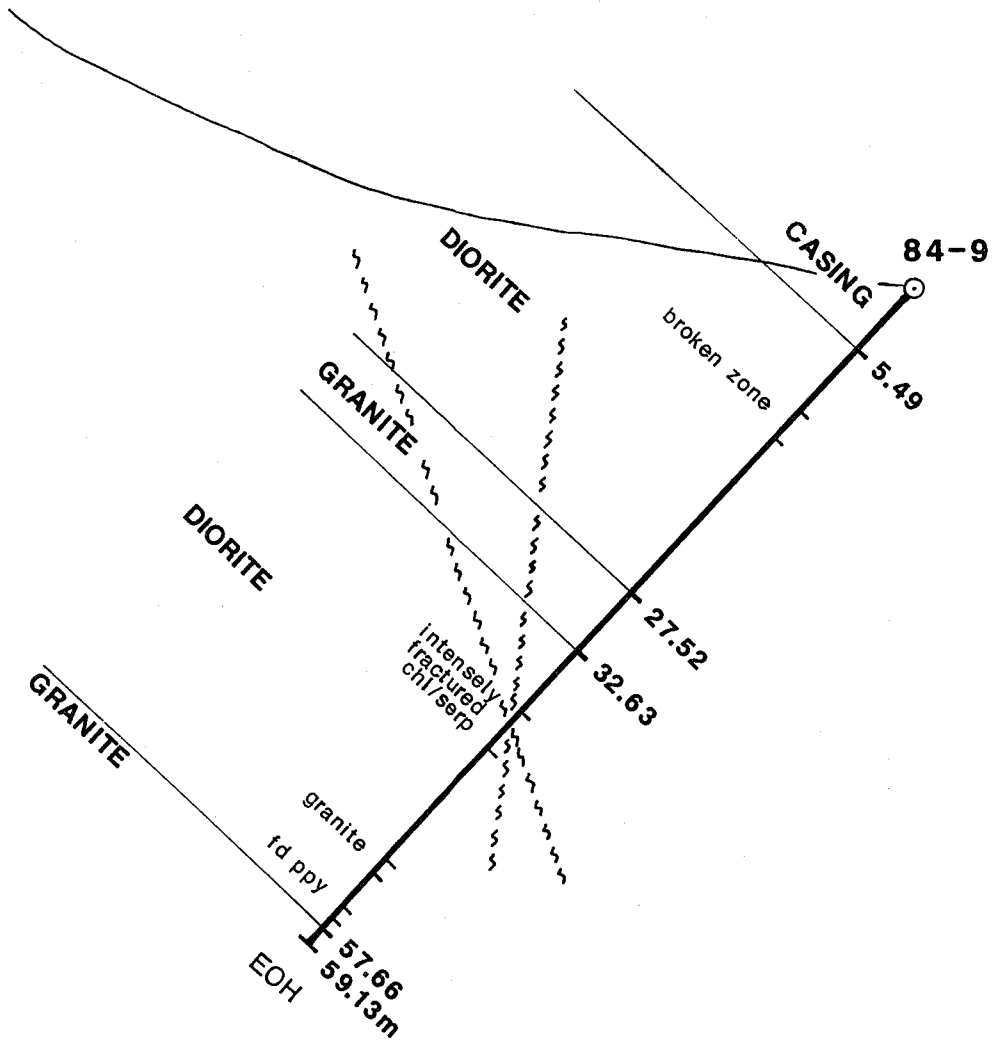 84-9
CASING
DIORITE
5.49
broken zone
GRANITE
27.52
DIORITE
32.63
intensely
fractured
chl/serp
GRANITE
granite
fd ppy
57.66
59.13m
EOH